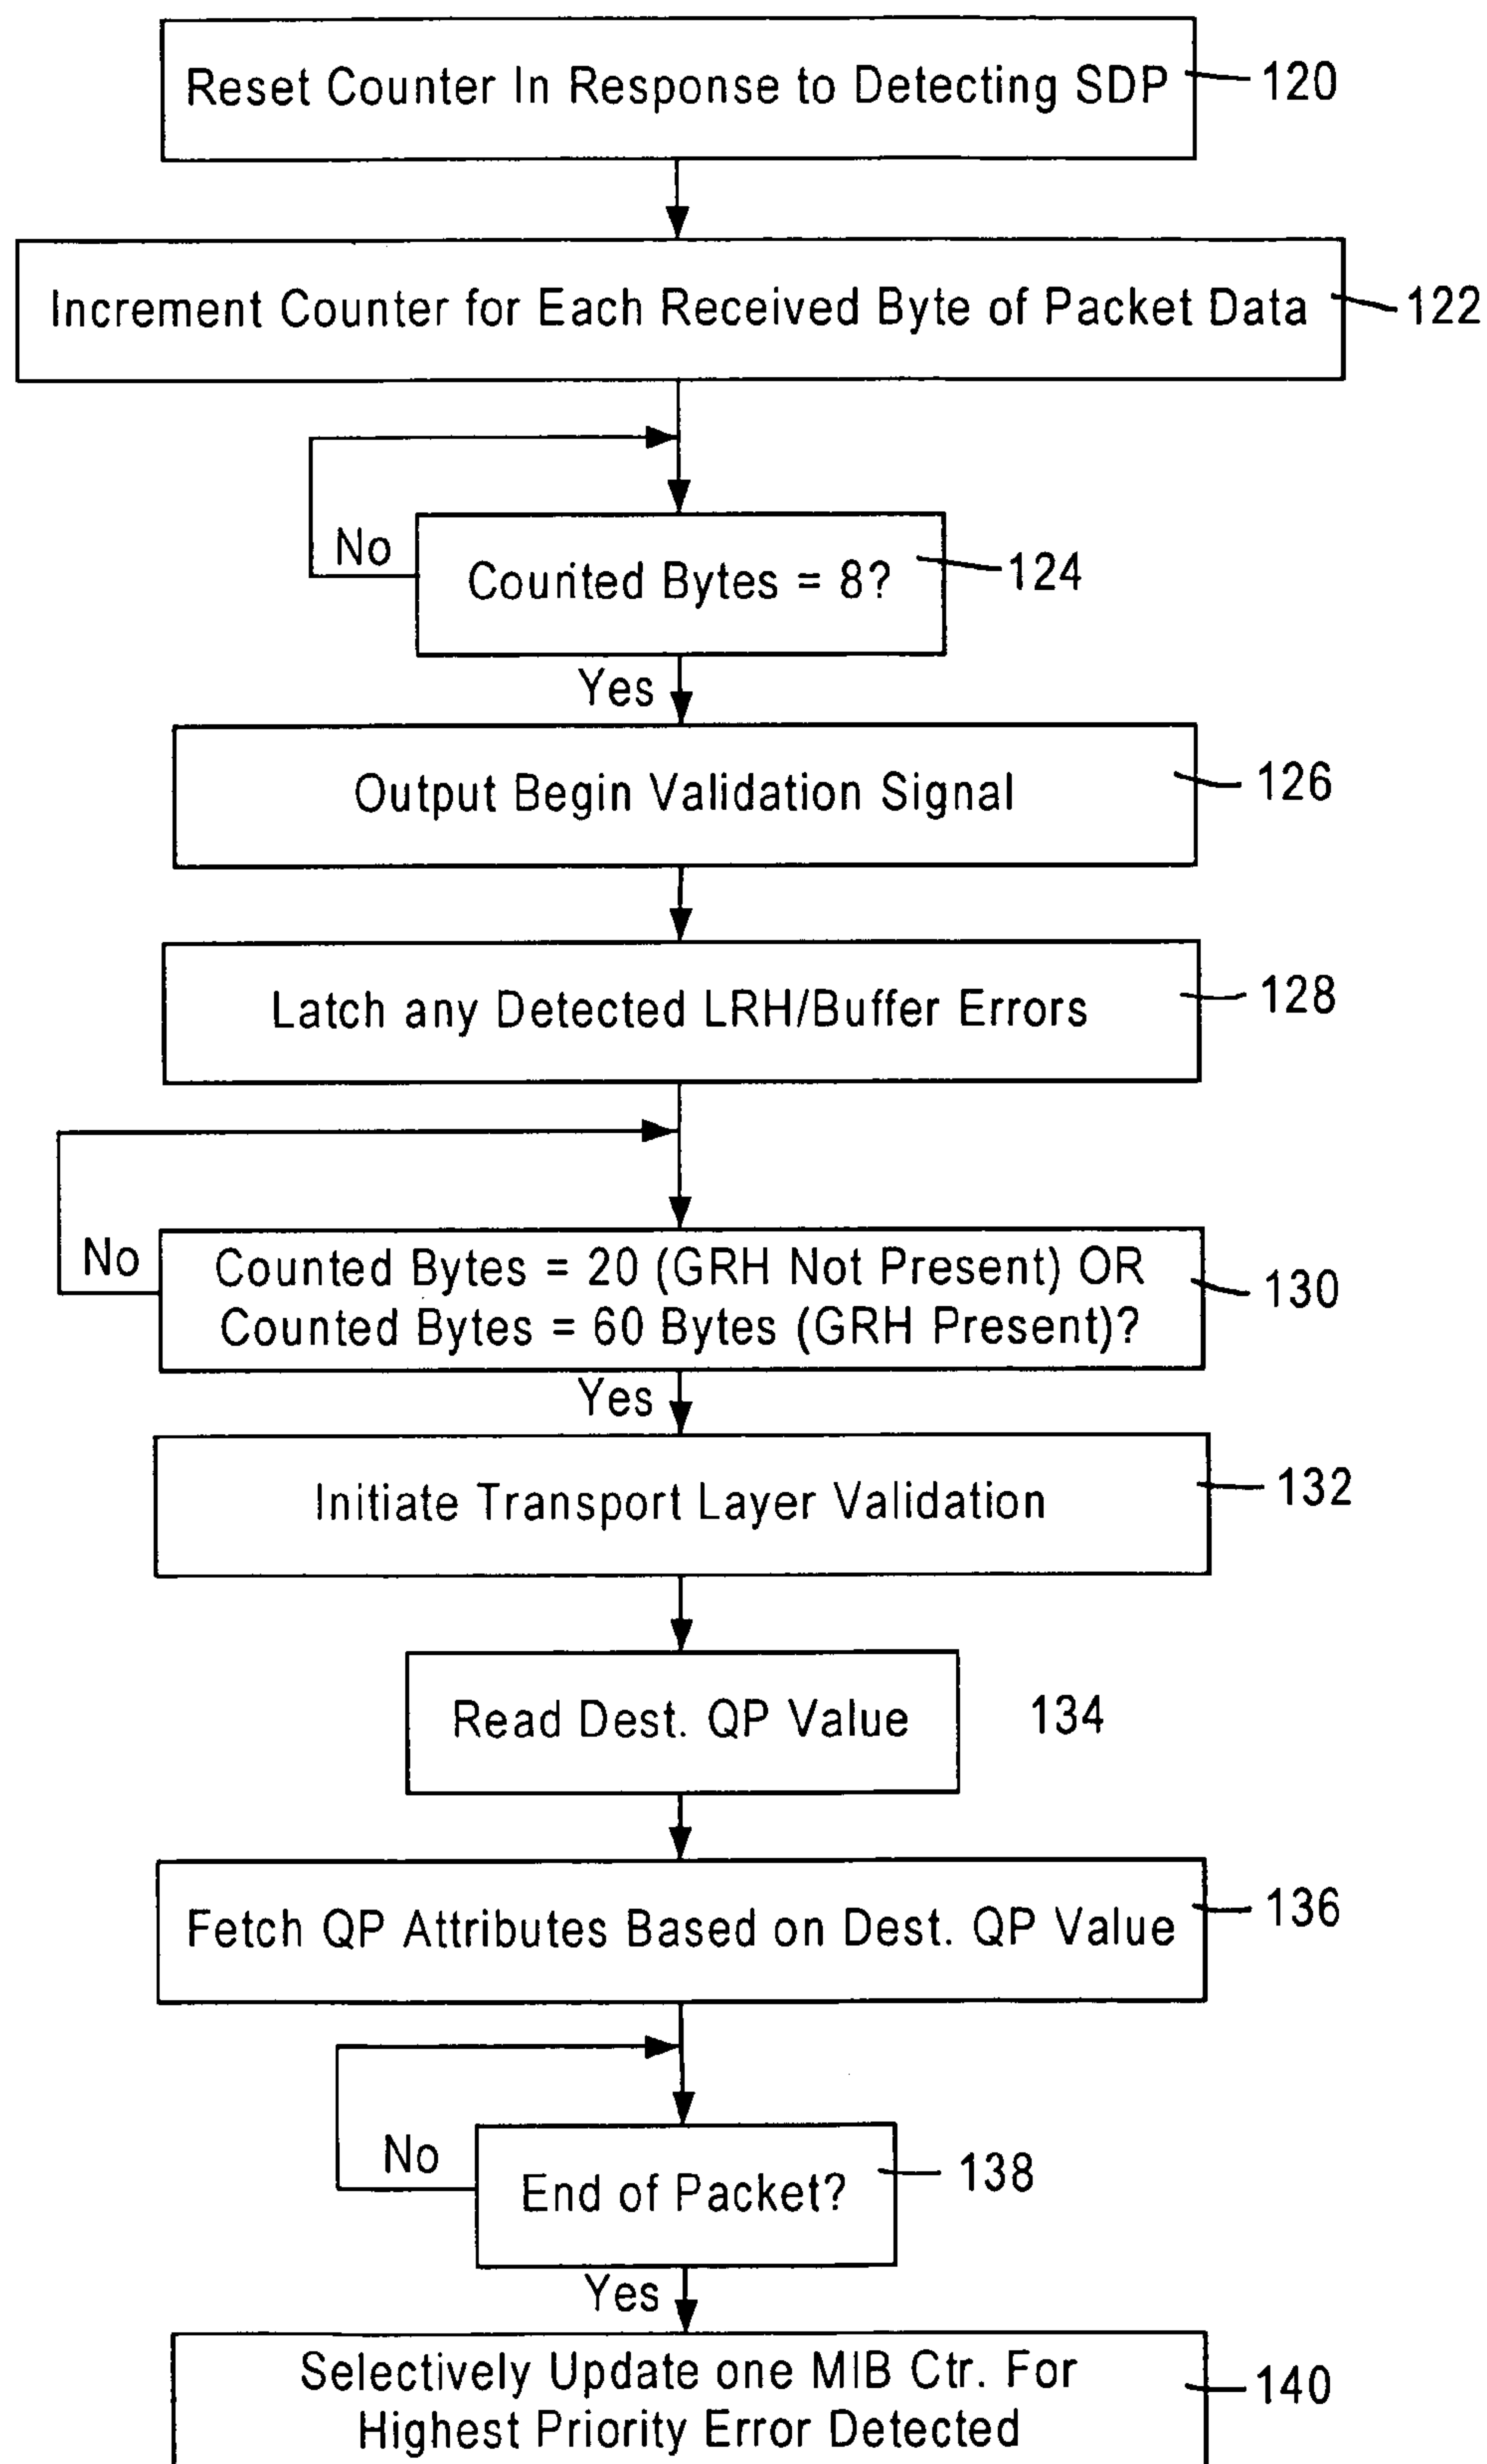 Reset Counter In Response to Detecting SDP
120
Increment Counter for Each Received Byte of Packet Data
122
No
Counted Bytes = 8?
124
Yes
Output Begin Validation Signal
126
Latch any Detected LRH/Buffer Errors
128
No
Counted Bytes = 20 (GRH Not Present) OR
Counted Bytes = 60 Bytes (GRH Present)?
130
Yes
Initiate Transport Layer Validation
132
Read Dest. QP Value
134
Fetch QP Attributes Based on Dest. QP Value
136
No
End of Packet?
138
Yes
Selectively Update one MIB Ctr. For
Highest Priority Error Detected
140